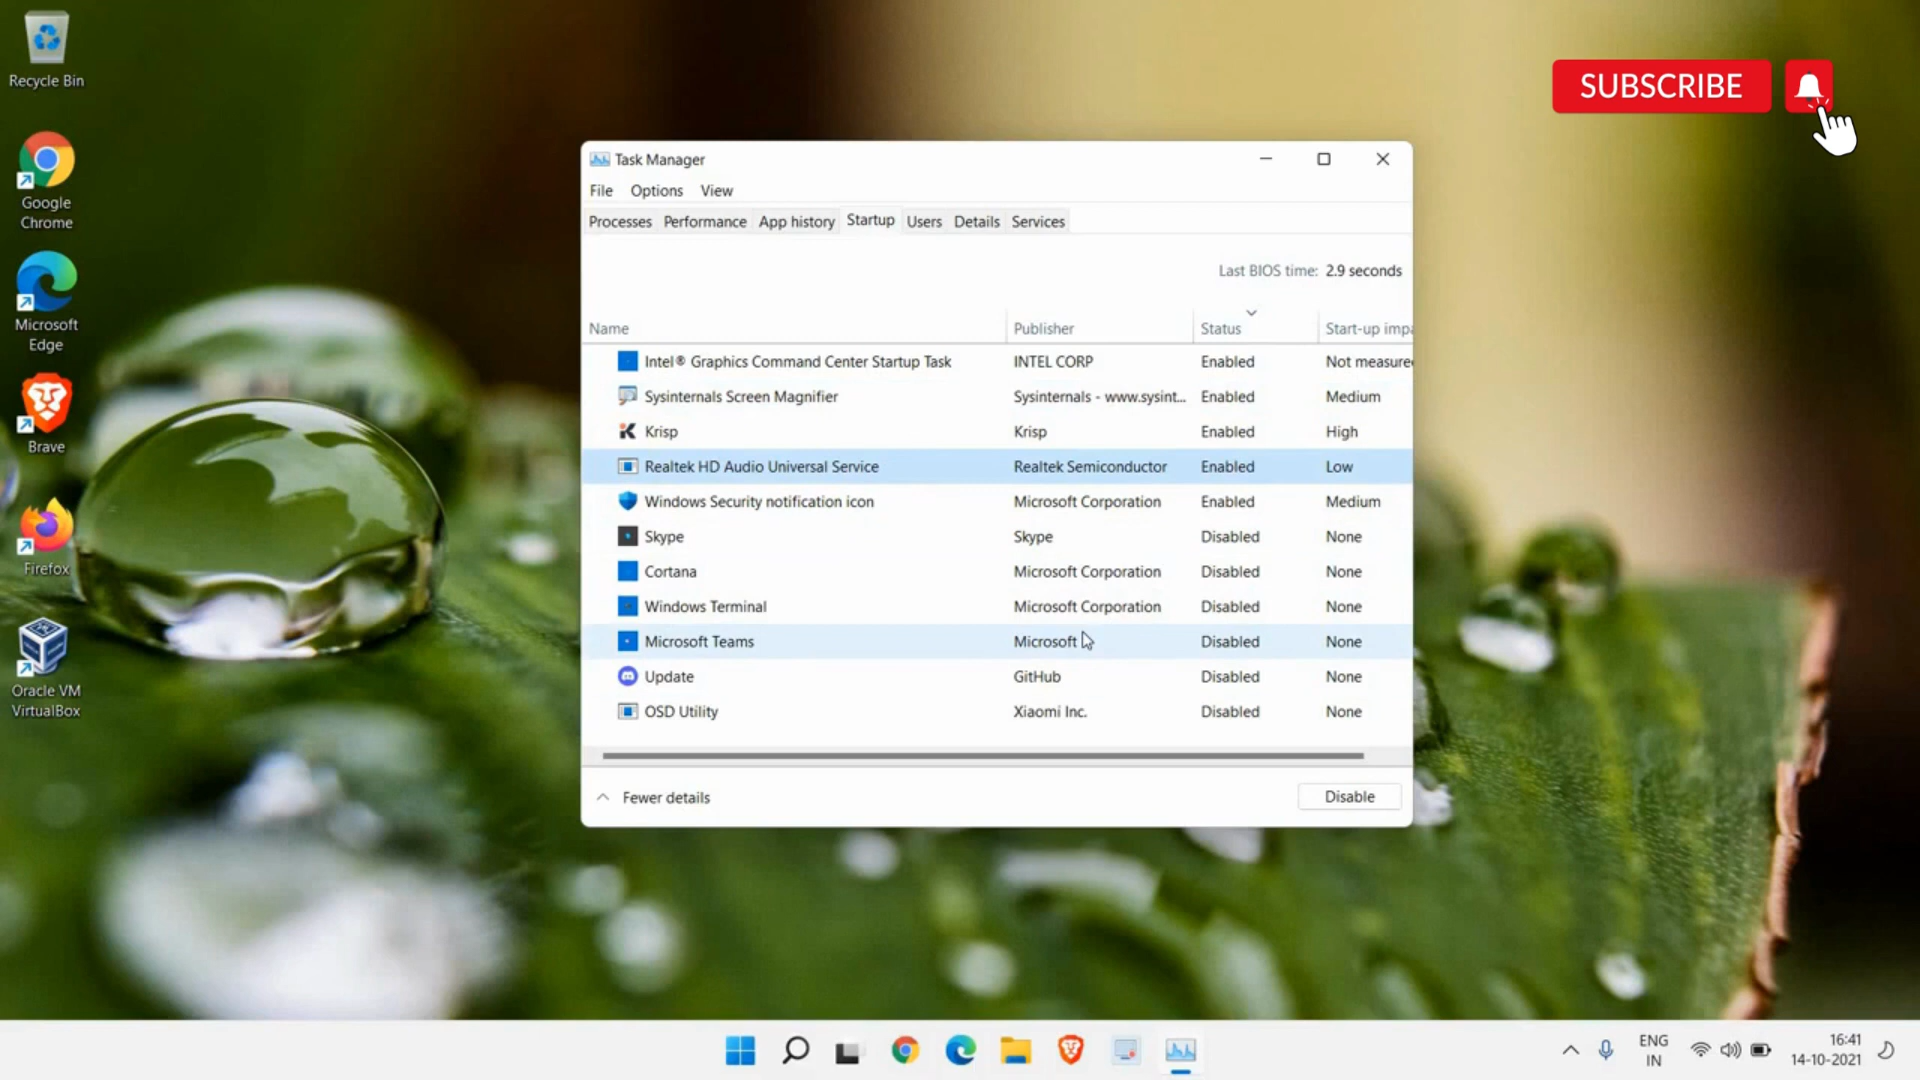 Recycle Bin
Google
Chrome
Microsoft
Edge
Brave
Firefox
Oracle VM
VirtualBox
SUBSCRIBE
Task Manager
File Options View
Processes Performance App history Startup Users Details Services
Last BIOS time: 2.9 seconds
Name Publisher Status Start-up impa
Intel® Graphics Command Center Startup Task INTEL CORP Enabled Not measured
Sysinternals Screen Magnifier Sysinternals - www.sysint... Enabled Medium
Krisp Krisp Enabled High
Realtek HD Audio Universal Service Realtek Semiconductor Enabled Low
Windows Security notification icon Microsoft Corporation Enabled Medium
Skype Skype Disabled None
Cortana Microsoft Corporation Disabled None
Windows Terminal Microsoft Corporation Disabled None
Microsoft Teams Microsoft Disabled None
Update GitHub Disabled None
OSD Utility Xiaomi Inc. Disabled None
Fewer details Disable
ENG
IN
16:41
14-10-2021